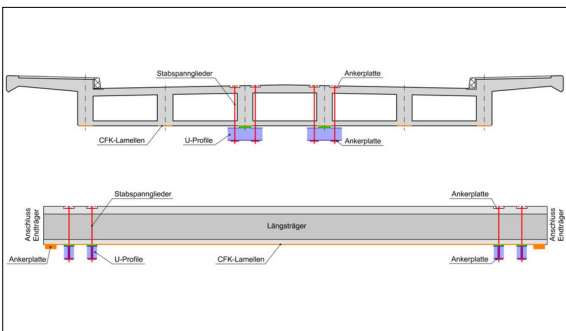 Stabspannglieder
Ankerplatte
CFK-Lamellen
U-Profile
Ankerplatte
Stabspannglieder
Ankerplatte
Anschluss
Endträger
Längsträger
Anschluss
Endträger
Ankerplatte
U-Profile
CFK-Lamellen
Ankerplatte